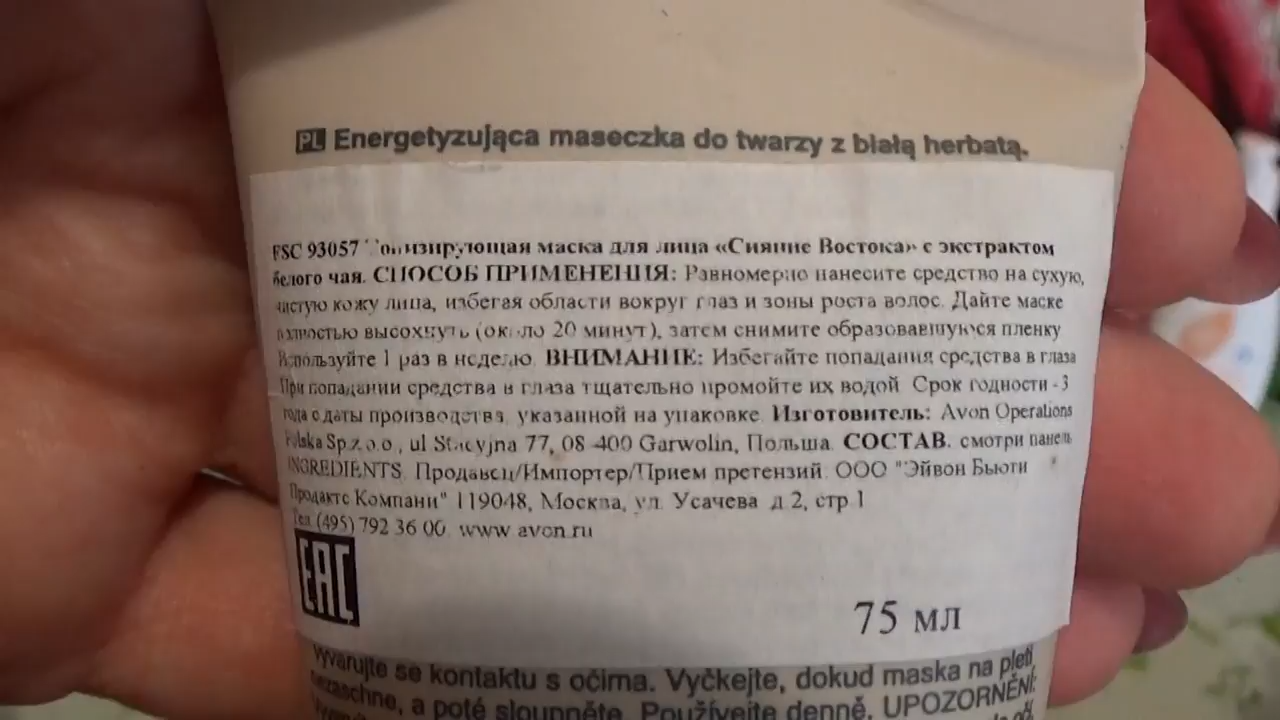 PL Energetyzująca maseczka do twarzy z białą herbatą.
FSC 93057 Тонизирующая маска для лица «Сияние Востока» с экстрактом
белого чая. СПОСОБ ПРИМЕНЕНИЯ: Равномерно нанесите средство на сухую,
чистую кожу лица, избегая области вокруг глаз и зоны роста волос. Дайте маске
полностью высохнуть (около 20 минут), затем снимите образовавшуюся пленку
Используйте 1 раз в неделю. ВНИМАНИЕ: Избегайте попадания средства в глаза
При попадании средства в глаза тщательно промойте их водой Срок годности - 3
года с даты производства, указанной на упаковке. Изготовитель: Avon Operations
Polska Sp.z.o.o., ul Stacyjna 77, 08-400 Garwolin, Польша. СОСТАВ. смотри панель
INGREDIENTS. Продавец/Импортер/Прием претензий. ООО "Эйвон Бьюти
Продактс Компани" 119048, Москва, ул. Усачева д 2, стр 1
Тел. (495) 792 36 00. www avon.ru
EAC
75 мл
Vyvarujte se kontaktu s očima. Vyčkejte, dokud maska na pleti
nezaschne, a poté sloupněte. Používejte denně. UPOZORNĚNÍ: